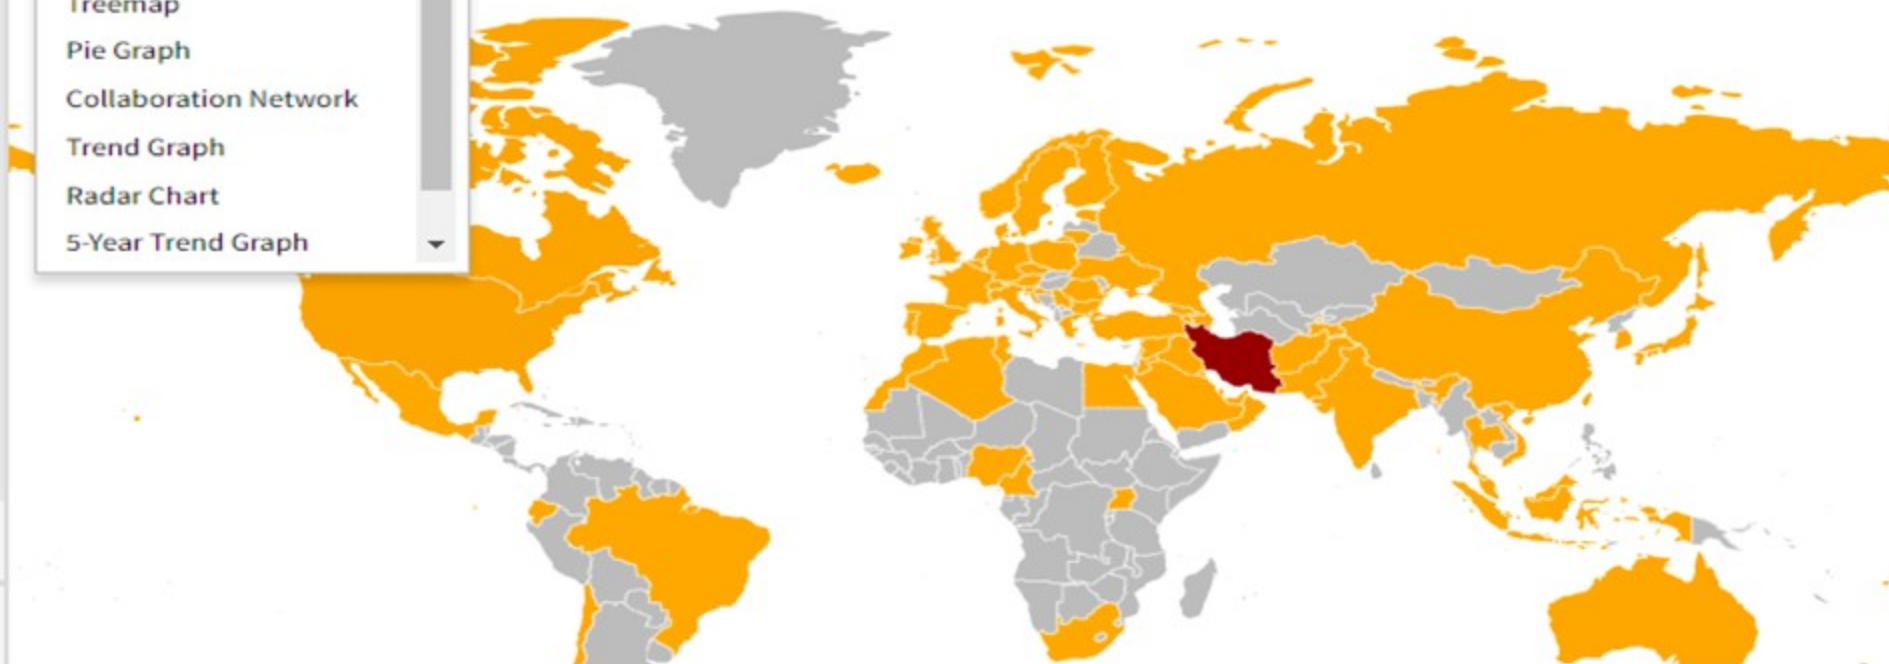 Treemap
Pie Graph
Collaboration Network
Trend Graph
Radar Chart
5-Year Trend Graph